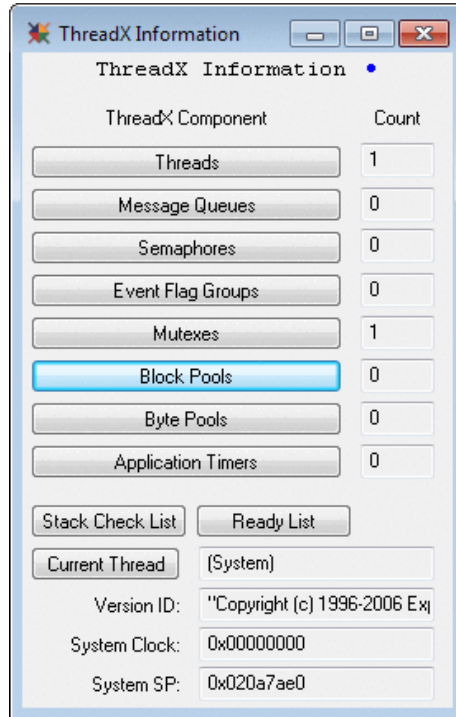 ThreadX Information
ThreadX Information
ThreadX Component Count
Threads 1
Message Queues 0
Semaphores 0
Event Flag Groups 0
Mutexes 1
Block Pools 0
Byte Pools 0
Application Timers 0
Stack Check List Ready List
Current Thread (System)
Version ID: "Copyright (c) 1996-2006 Exp
System Clock: 0x00000000
System SP: 0x020a7ae0